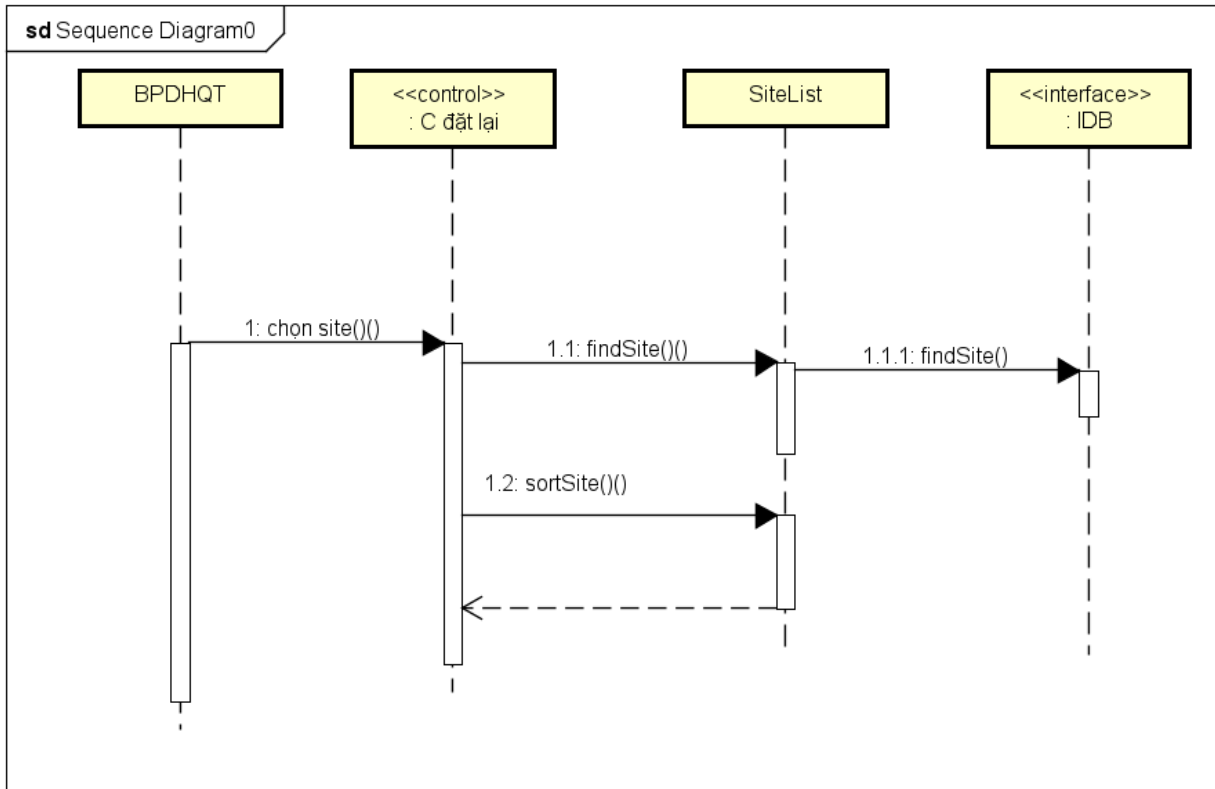 sd Sequence Diagram0
BPDHQT
<<control>>
: C đặt lại
SiteList
<<interface>>
: IDB
1: chọn site()()
1.1: findSite()()
1.1.1: findSite()
1.2: sortSite()()